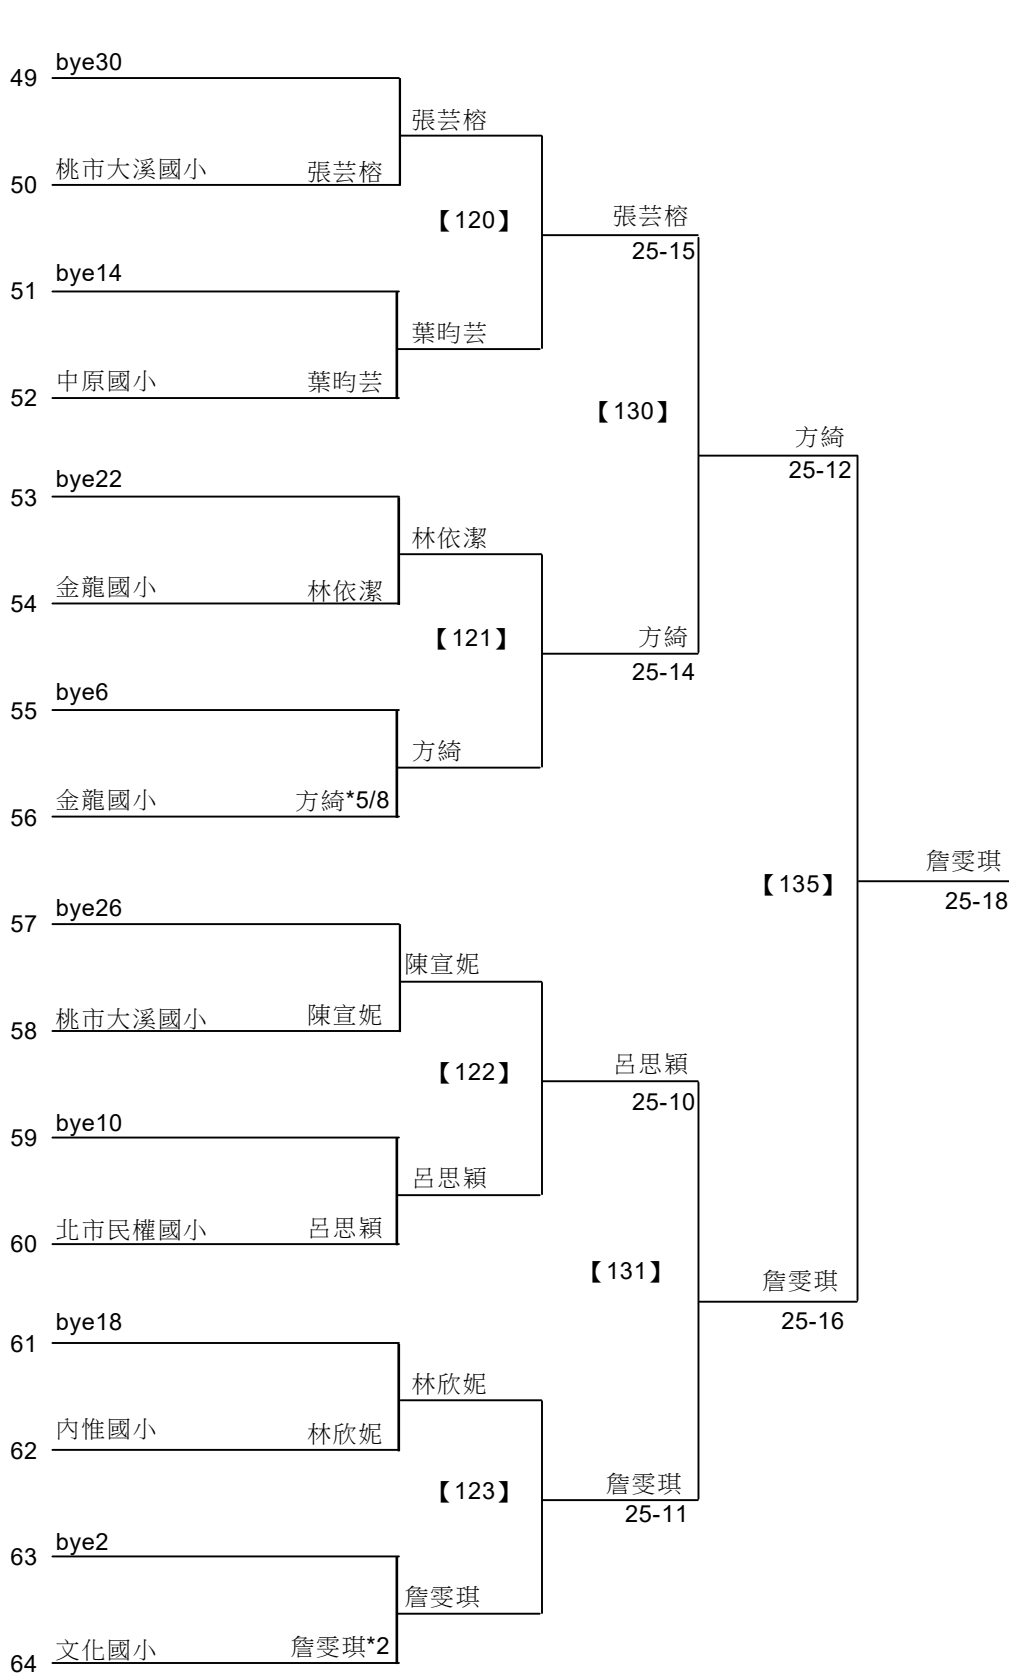 49 bye30
張芸榕
50 桃市大溪國小 張芸榕
【120】 張芸榕
25-15
51 bye14
葉昀芸
52 中原國小 葉昀芸
【130】
方綺
25-12
53 bye22
林依潔
54 金龍國小 林依潔
【121】 方綺
25-14
55 bye6
方綺
56 金龍國小 方綺*5/8
【135】 詹雯琪
25-18
57 bye26
陳宣妮
58 桃市大溪國小 陳宣妮
【122】 呂思穎
25-10
59 bye10
呂思穎
60 北市民權國小 呂思穎
【131】 詹雯琪
25-16
61 bye18
林欣妮
62 內惟國小 林欣妮
【123】 詹雯琪
25-11
63 bye2
詹雯琪
64 文化國小 詹雯琪*2